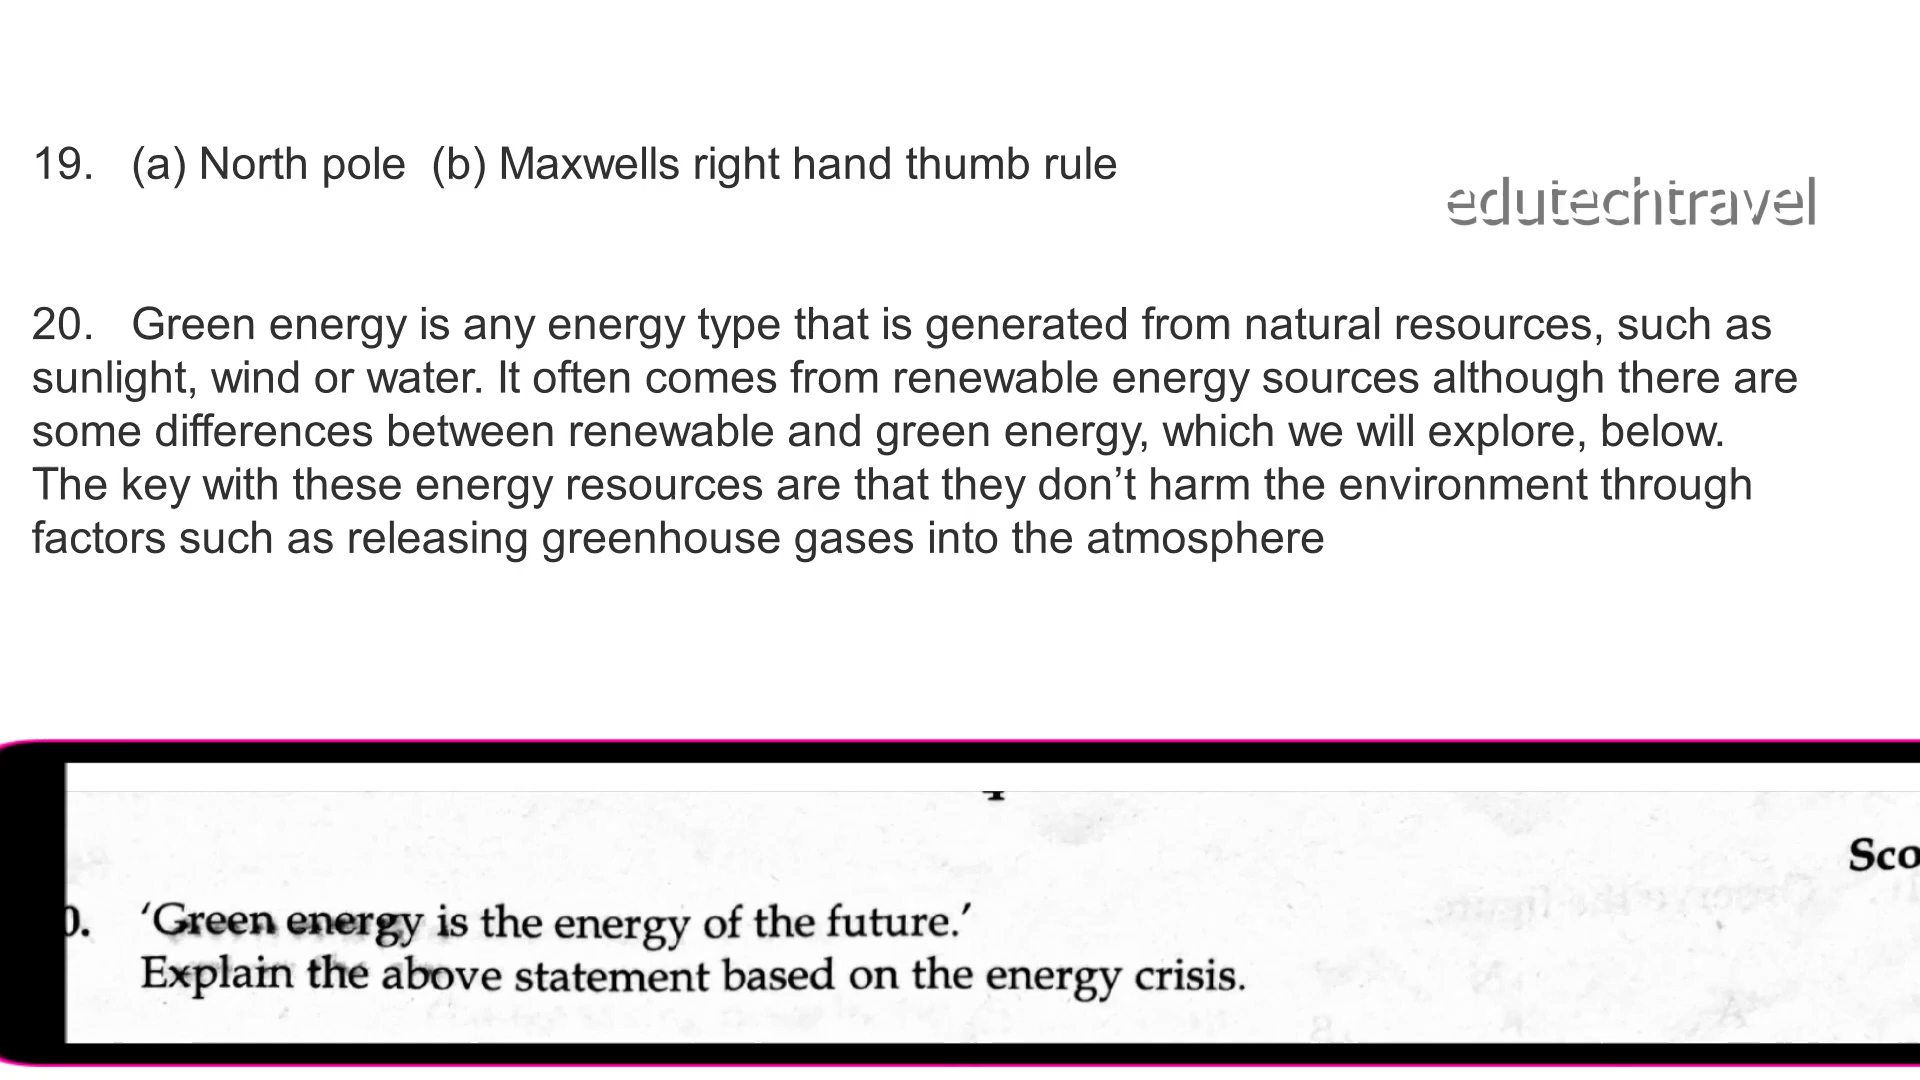 19. (a) North pole (b) Maxwells right hand thumb rule
edutechtravel
20. Green energy is any energy type that is generated from natural resources, such as
sunlight, wind or water. It often comes from renewable energy sources although there are
some differences between renewable and green energy, which we will explore, below.
The key with these energy resources are that they don’t harm the environment through
factors such as releasing greenhouse gases into the atmosphere
Sco
0. ‘Green energy is the energy of the future.’
Explain the above statement based on the energy crisis.